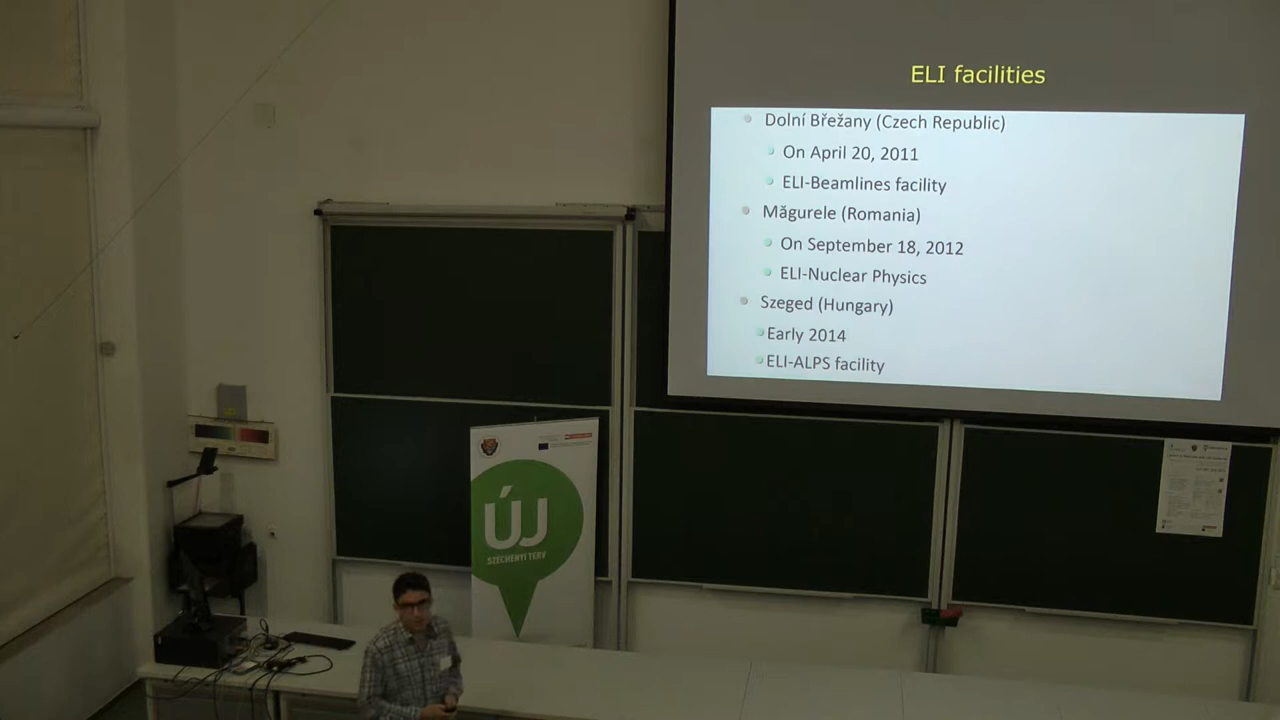 ELI facilities
Dolní Břežany (Czech Republic)
On April 20, 2011
ELI-Beamlines facility
Măgurele (Romania)
On September 18, 2012
ELI-Nuclear Physics
Szeged (Hungary)
Early 2014
ELI-ALPS facility
ÚJ
SZÉCHENYI TERV